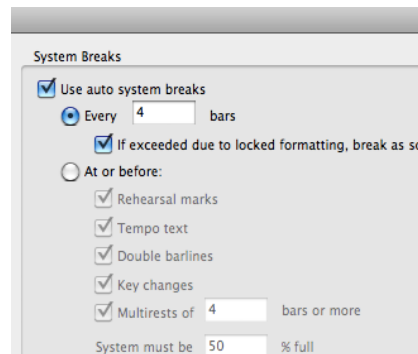 System Breaks
Use auto system breaks
Every 4 bars
If exceeded due to locked formatting, break as
At or before:
Rehearsal marks
Tempo text
Double barlines
Key changes
Multirests of 4 bars or more
System must be 50 % full